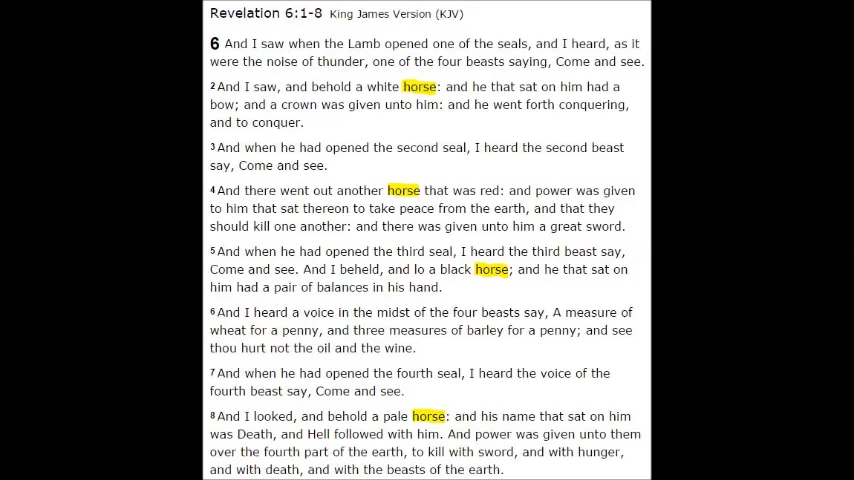 Revelation 6:1-8 King James Version (KJV)
6 And I saw when the Lamb opened one of the seals, and I heard, as it
were the noise of thunder, one of the four beasts saying, Come and see.
2 And I saw, and behold a white horse: and he that sat on him had a
bow; and a crown was given unto him: and he went forth conquering,
and to conquer.
3 And when he had opened the second seal, I heard the second beast
say, Come and see.
4 And there went out another horse that was red: and power was given
to him that sat thereon to take peace from the earth, and that they
should kill one another: and there was given unto him a great sword.
5 And when he had opened the third seal, I heard the third beast say,
Come and see. And I beheld, and lo a black horse; and he that sat on
him had a pair of balances in his hand.
6 And I heard a voice in the midst of the four beasts say, A measure of
wheat for a penny, and three measures of barley for a penny; and see
thou hurt not the oil and the wine.
7 And when he had opened the fourth seal, I heard the voice of the
fourth beast say, Come and see.
8 And I looked, and behold a pale horse: and his name that sat on him
was Death, and Hell followed with him. And power was given unto them
over the fourth part of the earth, to kill with sword, and with hunger,
and with death, and with the beasts of the earth.